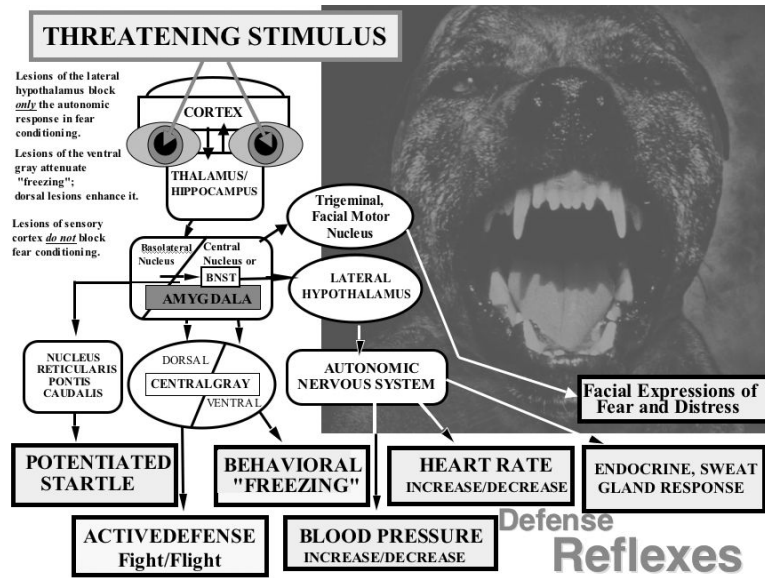 THREATENING STIMULUS
Lesions of the lateral
hypothalamus block
only the autonomic
response in fear
conditioning.
Lesions of the ventral
gray attenuate
"freezing";
dorsal lesions enhance it.
Lesions of sensory
cortex do not block
fear conditioning.
CORTEX
THALAMUS/
HIPPOCAMPUS
Trigeminal,
Facial Motor
Nucleus
Basolateral
Nucleus
Central
Nucleus or
BNST
AMYGDALA
LATERAL
HYPOTHALAMUS
NUCLEUS
RETICULARIS
PONTIS
CAUDALIS
DORSAL
CENTRALGRAY
VENTRAL
AUTONOMIC
NERVOUS SYSTEM
Facial Expressions of
Fear and Distress
POTENTIATED
STARTLE
BEHAVIORAL
"FREEZING"
HEART RATE
INCREASE/DECREASE
ENDOCRINE, SWEAT
GLAND RESPONSE
ACTIVEDEFENSE
Fight/Flight
BLOOD PRESSURE
INCREASE/DECREASE
Defense
Reflexes